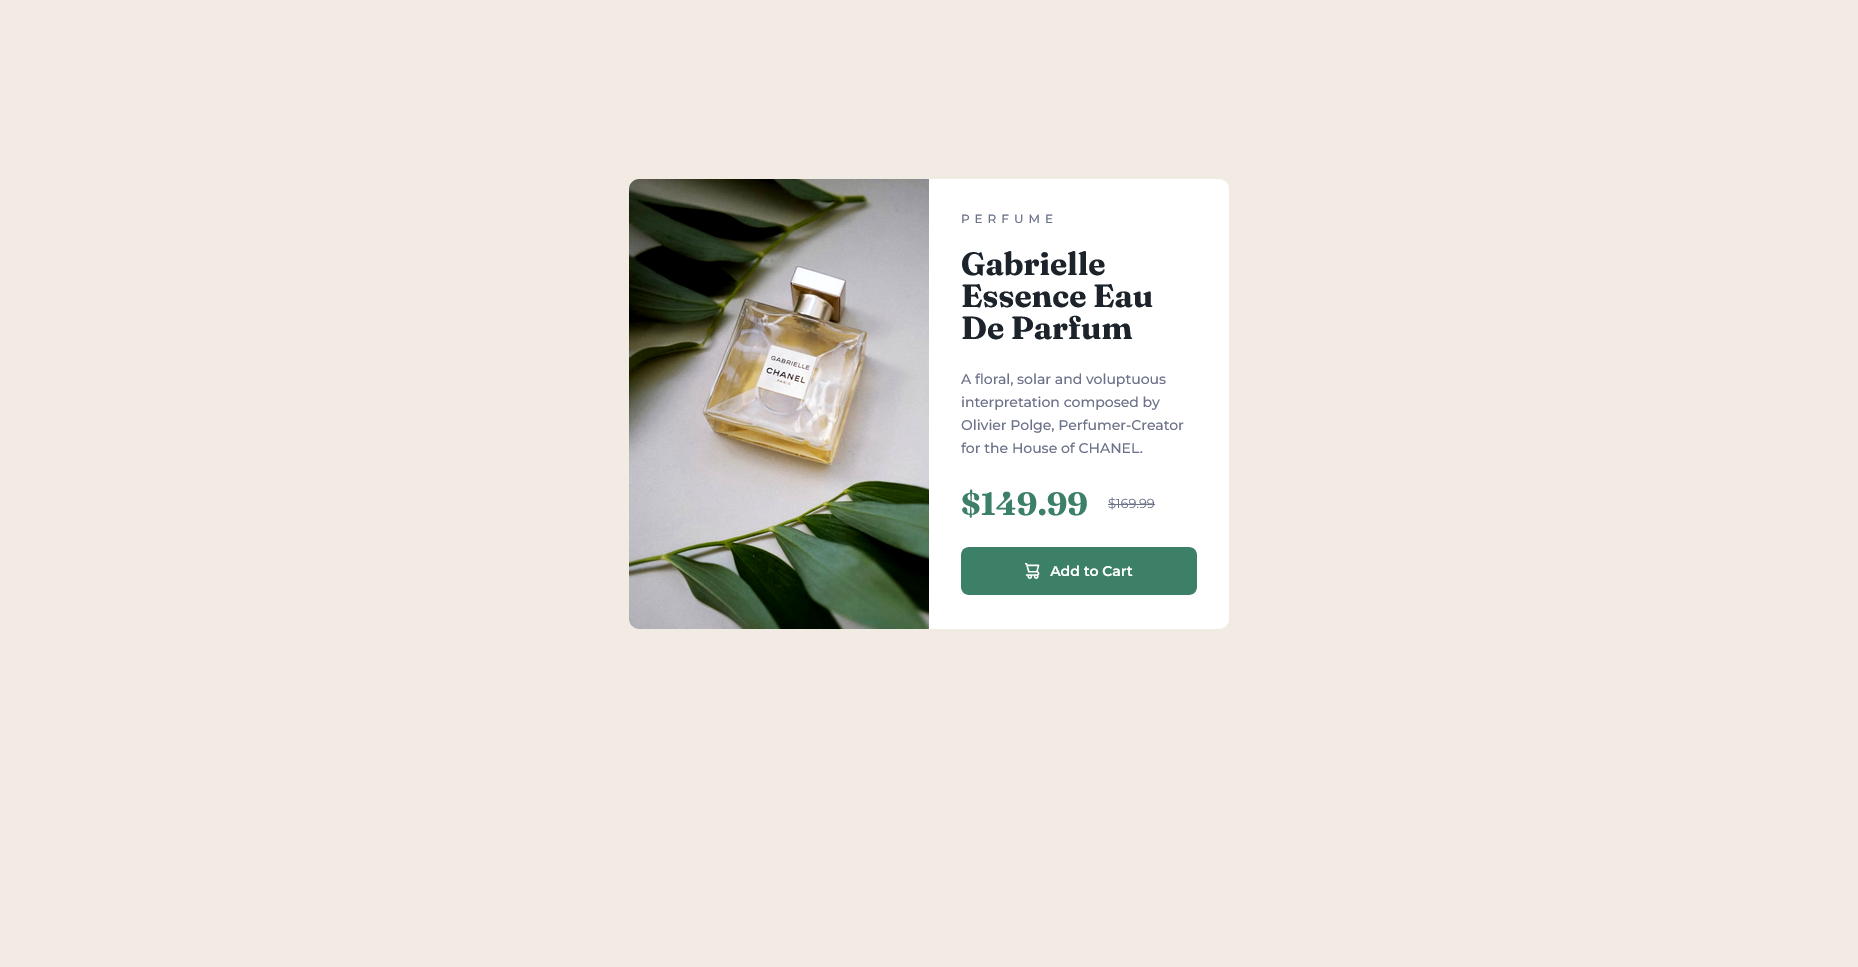 GABRIELLE
CHANEL
PARIS
PERFUME
Gabrielle
Essence Eau
De Parfum
A floral, solar and voluptuous
interpretation composed by
Olivier Polge, Perfumer-Creator
for the House of CHANEL.
$149.99 $169.99
Add to Cart